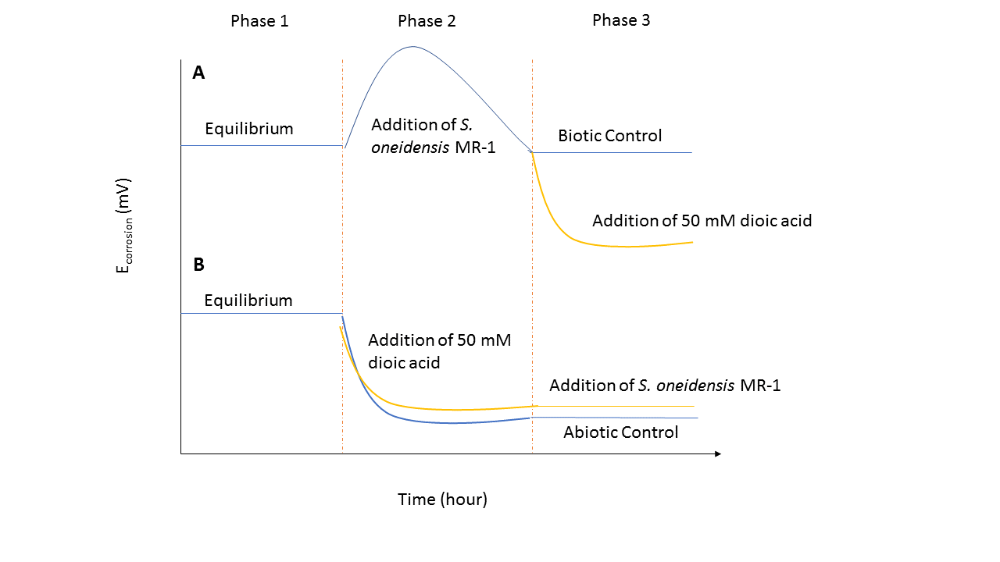 Phase 1
Phase 2
Phase 3
A
Equilibrium
Addition of S.
oneidensis MR-1
Biotic Control
Addition of 50 mM dioic acid
Ecorrosion (mV)
B
Equilibrium
Addition of 50 mM
dioic acid
Addition of S. oneidensis MR-1
Abiotic Control
Time (hour)